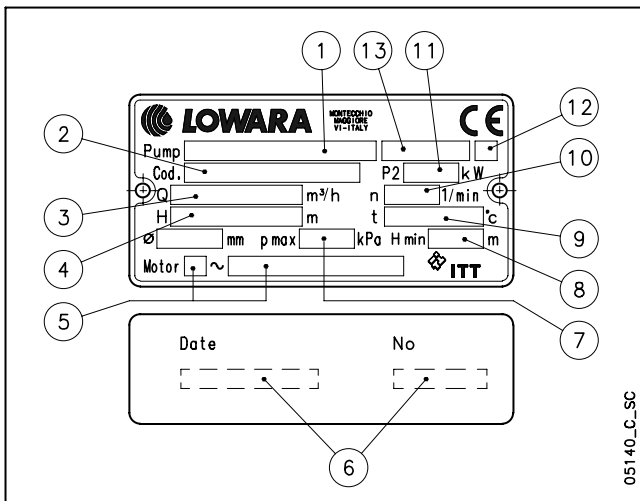 1 13 11
12
LOWARA MONTECCHIO MAGGIORE VI-ITALY CE
2 Pump
Cod. P2 kW 10
3 Q m³/h n 1/min
4 H m t °c 9
ø mm p max kPa H min m 8
5 Motor ~ ITT
7
Date No
6
05140_C_SC